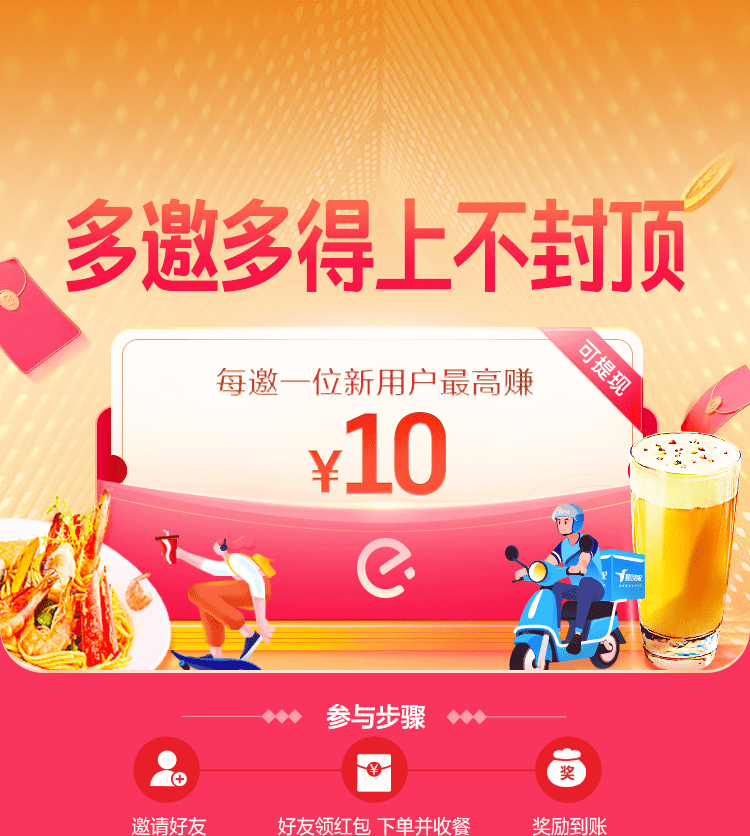 多邀多得上不封顶
可提现
每邀一位新用户最高赚
¥10
参与步骤
¥
奖
邀请好友
好友领红包 下单并收餐
奖励到账